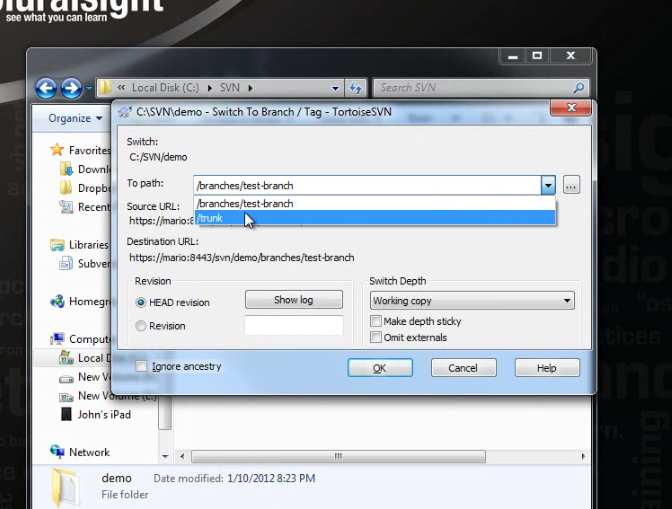 pluralsight
see what you can learn
« Local Disk (C:) ▸ SVN ▸
Search SVN
Organize
C:\SVN\demo - Switch To Branch / Tag - TortoiseSVN
Favorites
Dropb
Recent
Libraries
Subver
Homegr
Comput
Local D
New V
New Volume (E:)
John's iPad
Network
Switch:
C:/SVN/demo
To path:
/branches/test-branch
...
/branches/test-branch
/trunk
Source URL:
https://mario:8
Destination URL:
https://mario:8443/svn/demo/branches/test-branch
Revision
HEAD revision
Show log
Revision
Switch Depth
Working copy
Make depth sticky
Omit externals
Ignore ancestry
OK
Cancel
Help
demo
Date modified: 1/10/2012 8:23 PM
File folder